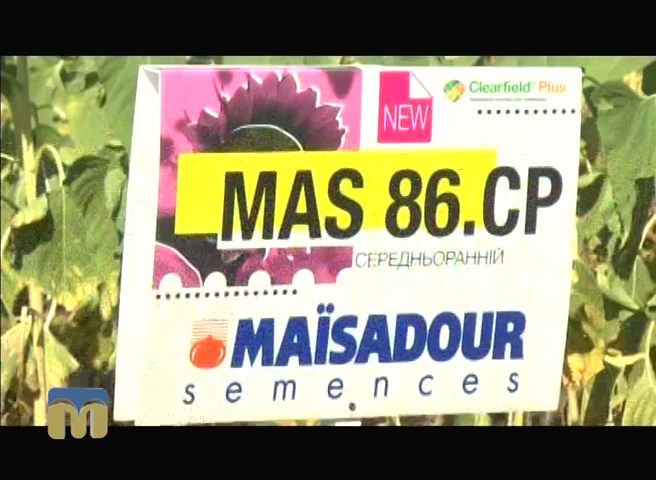 Clearfield® Plus
NEW
MAS 86.CP
СЕРЕДНЬОРАННІЙ
MAÏSADOUR
semences